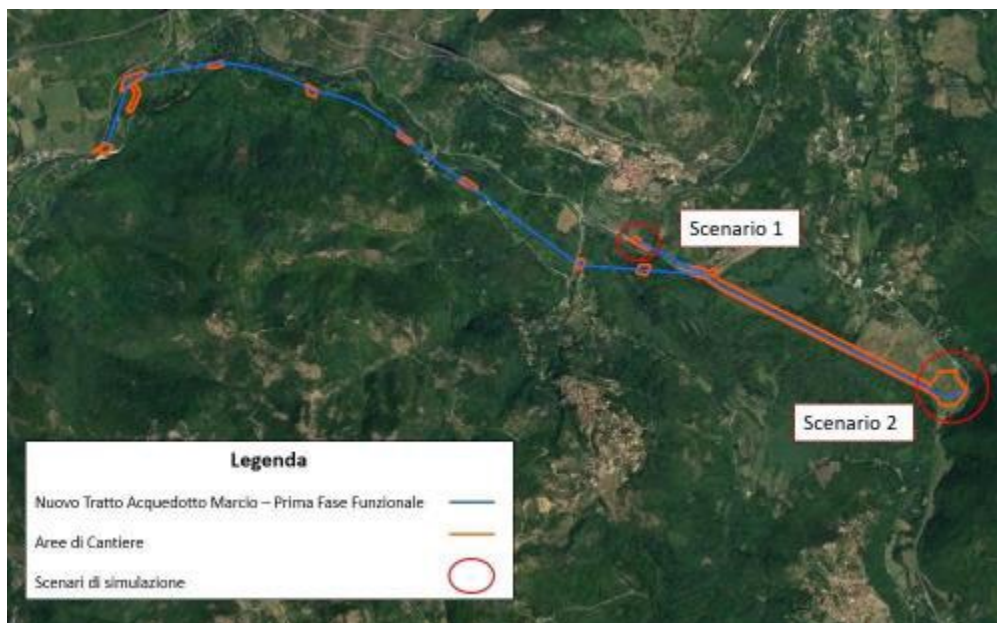 Scenario 1
Scenario 2
Legenda
Nuovo Tratto Acquedotto Marcio – Prima Fase Funzionale
Aree di Cantiere
Scenari di simulazione